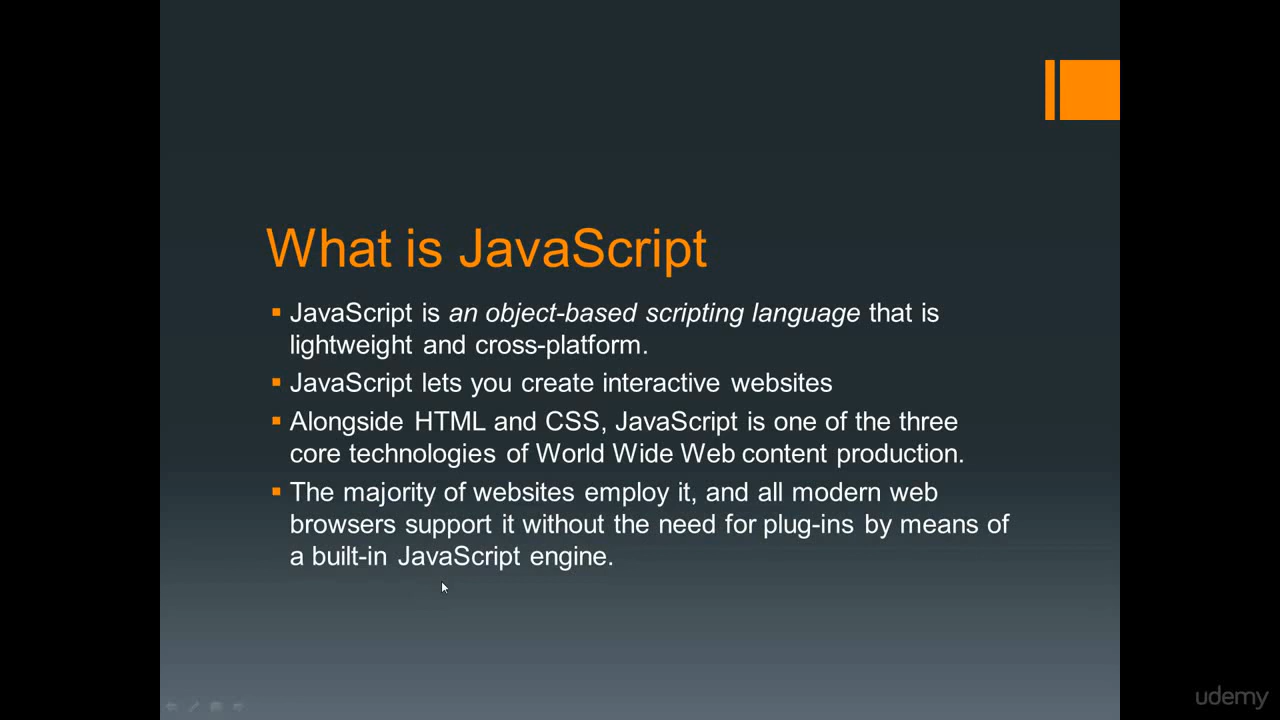 What is JavaScript
JavaScript is an object-based scripting language that is
lightweight and cross-platform.
JavaScript lets you create interactive websites
Alongside HTML and CSS, JavaScript is one of the three
core technologies of World Wide Web content production.
The majority of websites employ it, and all modern web
browsers support it without the need for plug-ins by means of
a built-in JavaScript engine.
udemy